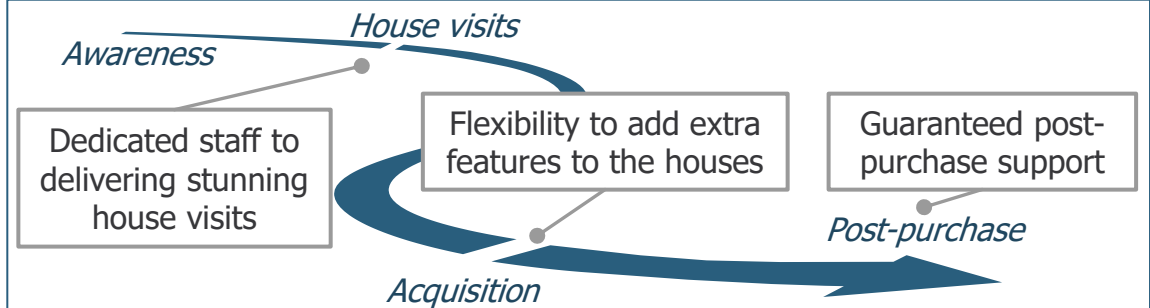 House visits
Awareness
Dedicated staff to
delivering stunning
house visits
Flexibility to add extra
features to the houses
Guaranteed post-
purchase support
Post-purchase
Acquisition